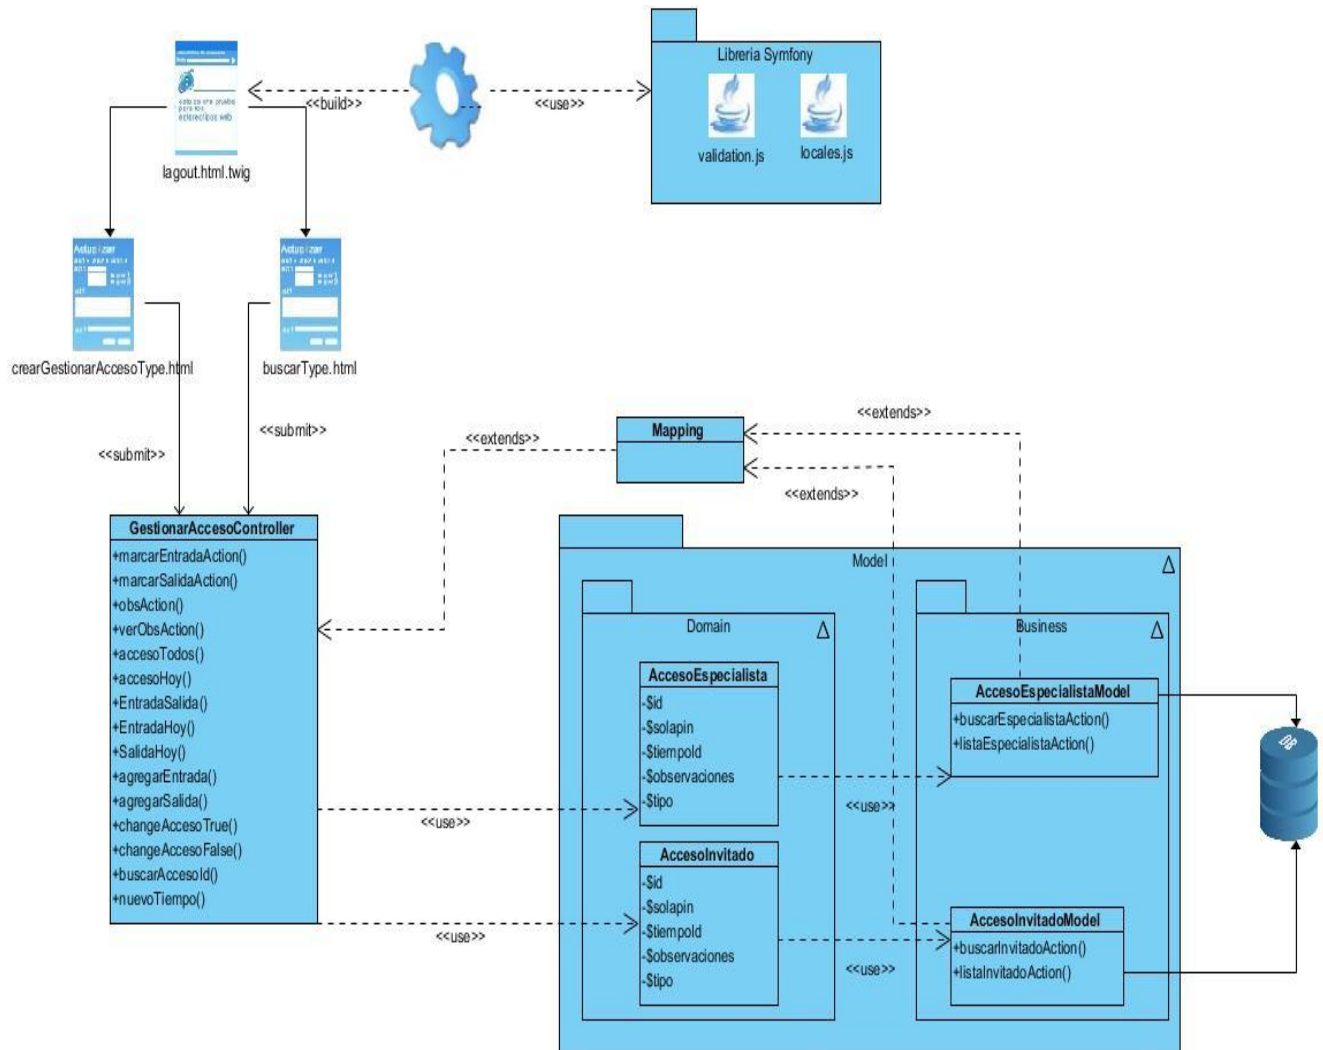 Libreria Symfony
<<build>>
<<use>>
validation.js
locales.js
lagout.html.twig
Actualizar
Actualizar
crearGestionarAccesoType.html
buscarType.html
<<submit>>
<<submit>>
<<extends>>
<<extends>>
<<extends>>
Mapping
GestionarAccesoController
+marcarEntradaAction()
+marcarSalidaAction()
+obsAction()
+verObsAction()
+accesoTodos()
+accesoHoy()
+EntradaSalida()
+EntradaHoy()
+SalidaHoy()
+agregarEntrada()
+agregarSalida()
+changeAccesoTrue()
+changeAccesoFalse()
+buscarAccesoId()
+nuevoTiempo()
<<use>>
<<use>>
Model
Domain
AccesoEspecialista
-$id
-$solapin
-$tiempoId
-$observaciones
-$tipo
AccesoInvitado
-$id
-$solapin
-$tiempoId
-$observaciones
-$tipo
<<use>>
<<use>>
Business
AccesoEspecialistaModel
+buscarEspecialistaAction()
+listaEspecialistaAction()
AccesoInvitadoModel
+buscarInvitadoAction()
+listaInvitadoAction()
DB